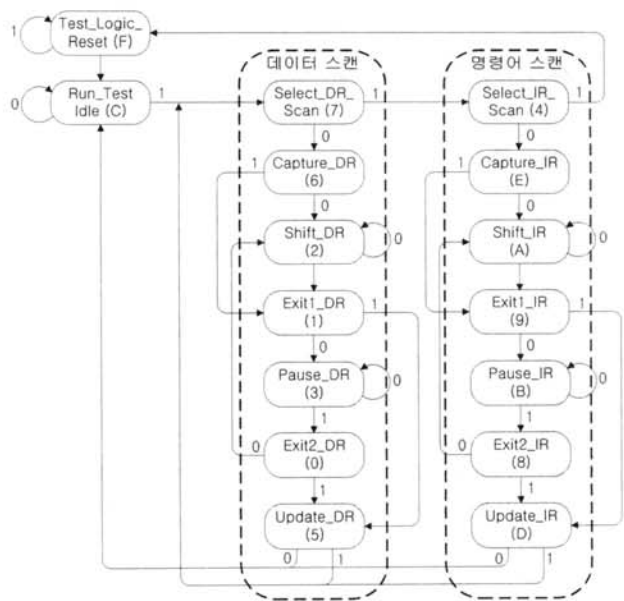 Test_Logic_
Reset (F)
1
데이터 스캔
명령어 스캔
Run_Test
Idle (C)
0
1
Select_DR_
Scan (7)
1
Select_IR_
Scan (4)
1
0
0
1
Capture_DR
(6)
1
Capture_IR
(E)
0
0
Shift_DR
(2)
0
Shift_IR
(A)
0
Exit1_DR
(1)
1
Exit1_IR
(9)
1
0
0
Pause_DR
(3)
0
Pause_IR
(B)
0
1
1
0
Exit2_DR
(0)
0
Exit2_IR
(8)
1
1
Update_DR
(5)
Update_IR
(D)
0
1
0
1